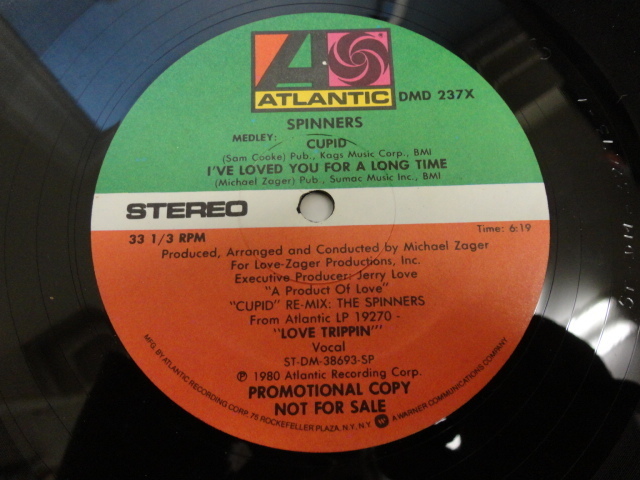 ATLANTIC
DMD 237X
SPINNERS
MEDLEY: CUPID
(Sam Cooke) Pub., Kags Music Corp., BMI
I'VE LOVED YOU FOR A LONG TIME
(Michael Zager) Pub., Sumac Music Inc., BMI
STEREO
33 1/3 RPM
Time: 6:19
Produced, Arranged and Conducted by Michael Zager
For Love-Zager Productions, Inc.
Executive Producer: Jerry Love
"A Product Of Love"
"CUPID" RE-MIX: THE SPINNERS
From Atlantic LP 19270 -
"LOVE TRIPPIN'"
Vocal
ST-DM-38693-SP
℗ 1980 Atlantic Recording Corp.
PROMOTIONAL COPY
NOT FOR SALE
MFG. BY ATLANTIC RECORDING CORP., 75 ROCKEFELLER PLAZA, N.Y., N.Y. A WARNER COMMUNICATIONS COMPANY